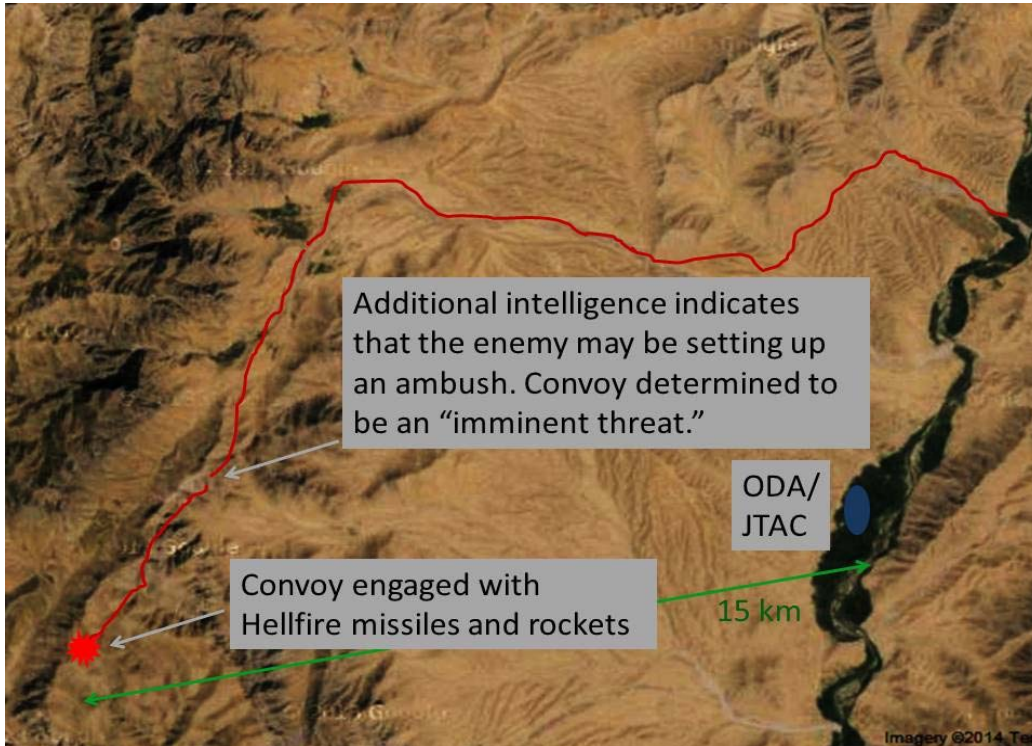 Additional intelligence indicates
that the enemy may be setting up
an ambush. Convoy determined to
be an “imminent threat.”
ODA/
JTAC
Convoy engaged with
Hellfire missiles and rockets
15 km
Imagery ©2014